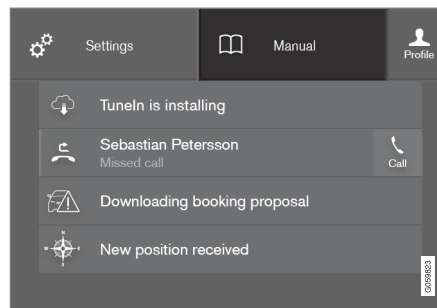 Settings
Manual
Profile
TuneIn is installing
Sebastian Petersson
Missed call
Call
Downloading booking proposal
N
W
E
S
New position received
G059823